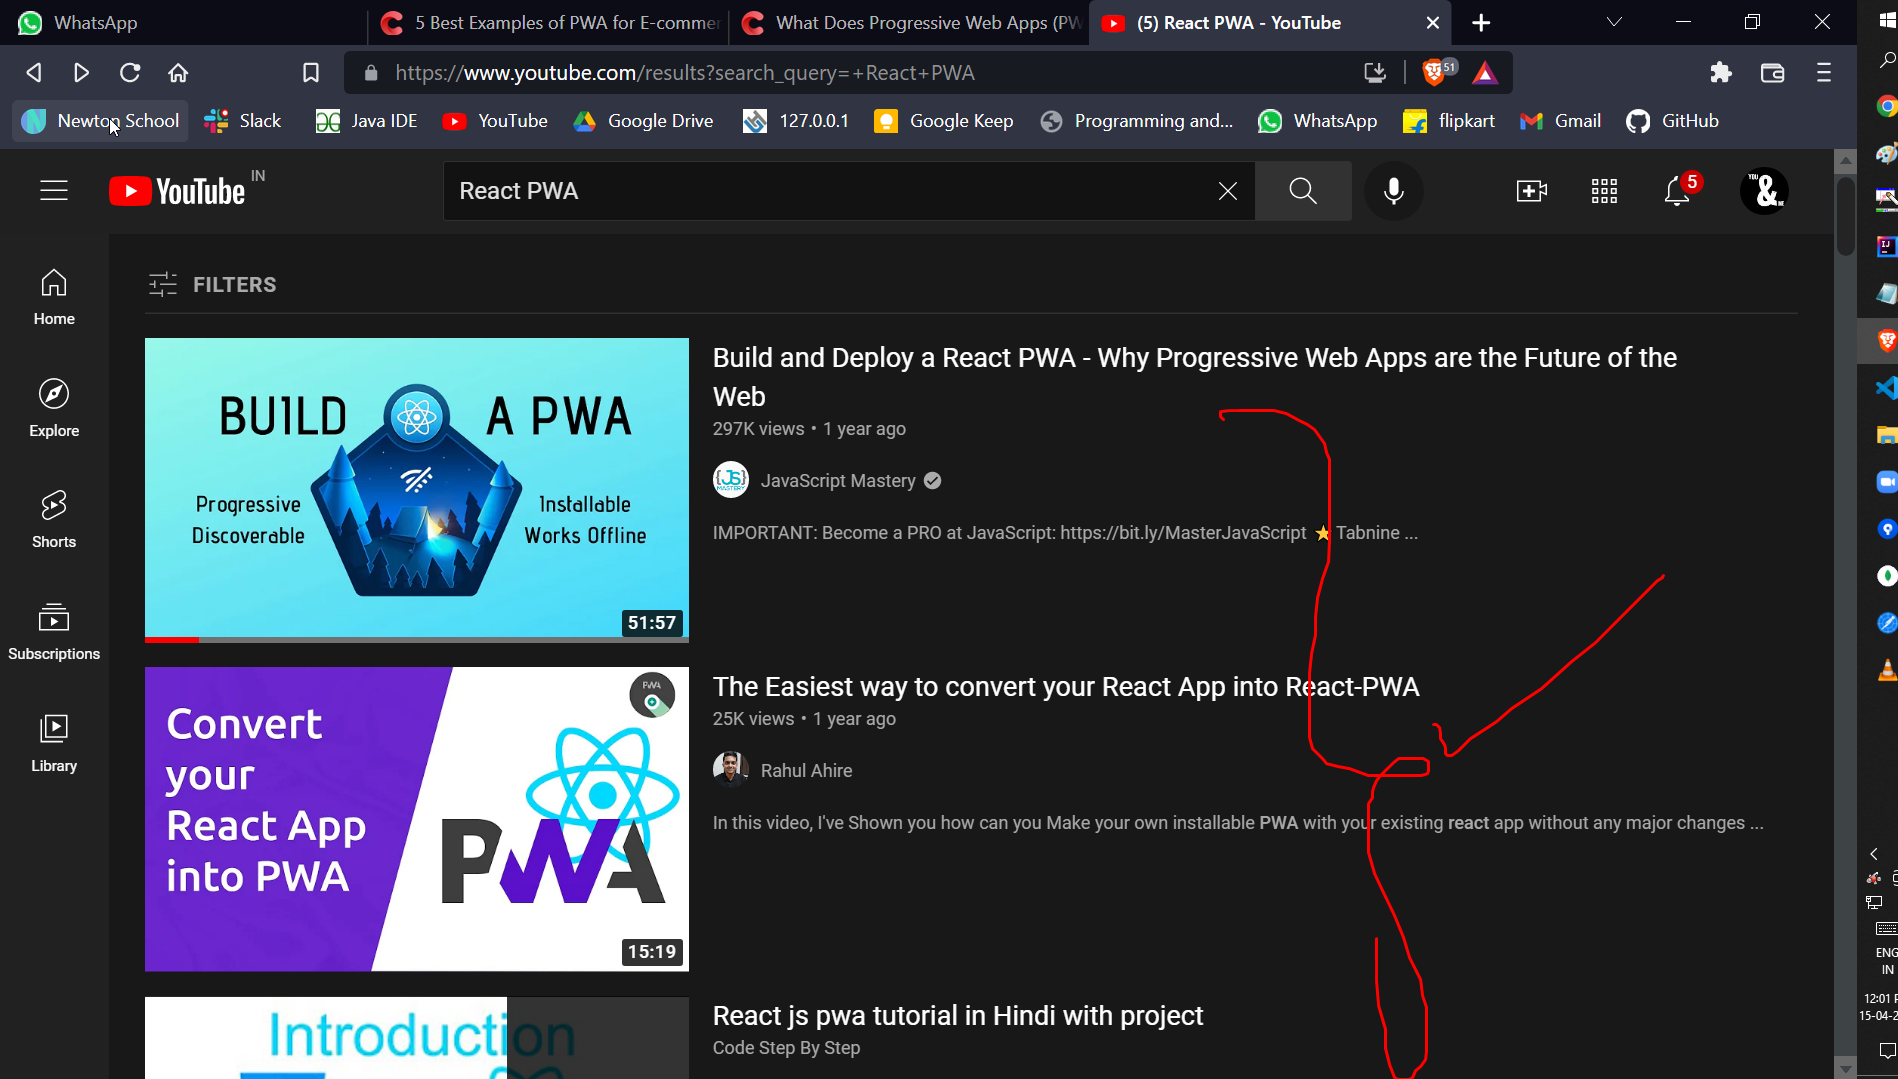 WhatsApp
5 Best Examples of PWA for E-commer
What Does Progressive Web Apps (PW
(5) React PWA - YouTube
https://www.youtube.com/results?search_query=+React+PWA
51
Newton School
Slack
Java IDE
YouTube
Google Drive
127.0.0.1
Google Keep
Programming and...
WhatsApp
flipkart
Gmail
GitHub
YouTube IN
React PWA
5
YOU & ME
FILTERS
Home
Explore
Shorts
Subscriptions
Library
BUILD A PWA
Progressive
Discoverable
Installable
Works Offline
51:57
Build and Deploy a React PWA - Why Progressive Web Apps are the Future of the
Web
297K views • 1 year ago
{JS}
MASTERY
JavaScript Mastery
IMPORTANT: Become a PRO at JavaScript: https://bit.ly/MasterJavaScript ⭐ Tabnine ...
Convert
your
React App
into PWA
PWA
PWA
15:19
The Easiest way to convert your React App into React-PWA
25K views • 1 year ago
Rahul Ahire
In this video, I've Shown you how can you Make your own installable PWA with your existing react app without any major changes ...
Introduction
React js pwa tutorial in Hindi with project
Code Step By Step
IJ
ENG
IN
12:01 P
15-04-2